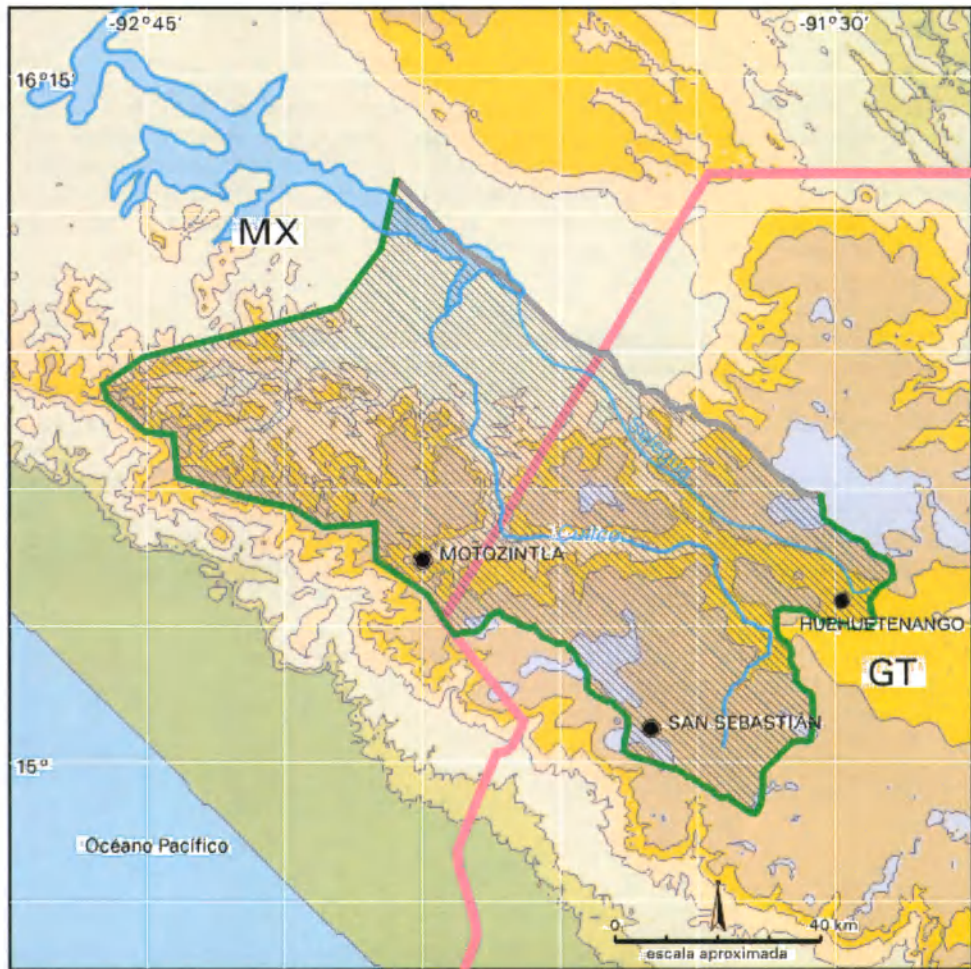 -92°45′
-91°30′
16°15′
MX
Cuilco
MOTOZINTLA
HUEHUETENANGO
GT
SAN SEBASTIÁN
15°
Océano Pacífico
0
40 km
escala aproximada